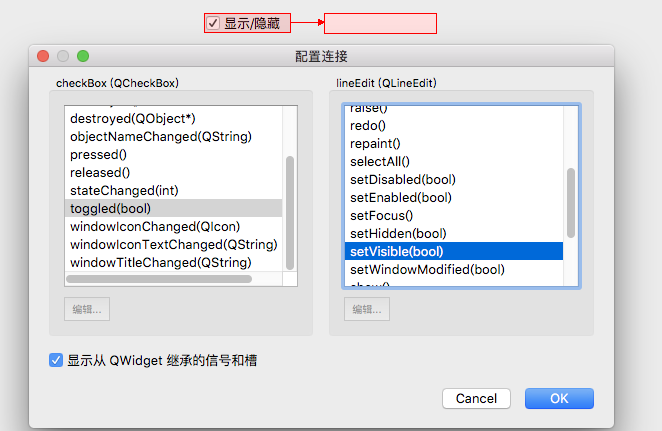 显示/隐藏
配置连接
checkBox (QCheckBox)
destroyed(QObject*)
objectNameChanged(QString)
pressed()
released()
stateChanged(int)
toggled(bool)
windowIconChanged(QIcon)
windowIconTextChanged(QString)
windowTitleChanged(QString)
编辑...
lineEdit (QLineEdit)
raise()
redo()
repaint()
selectAll()
setDisabled(bool)
setEnabled(bool)
setFocus()
setHidden(bool)
setVisible(bool)
setWindowModified(bool)
show()
编辑...
显示从 QWidget 继承的信号和槽
Cancel
OK